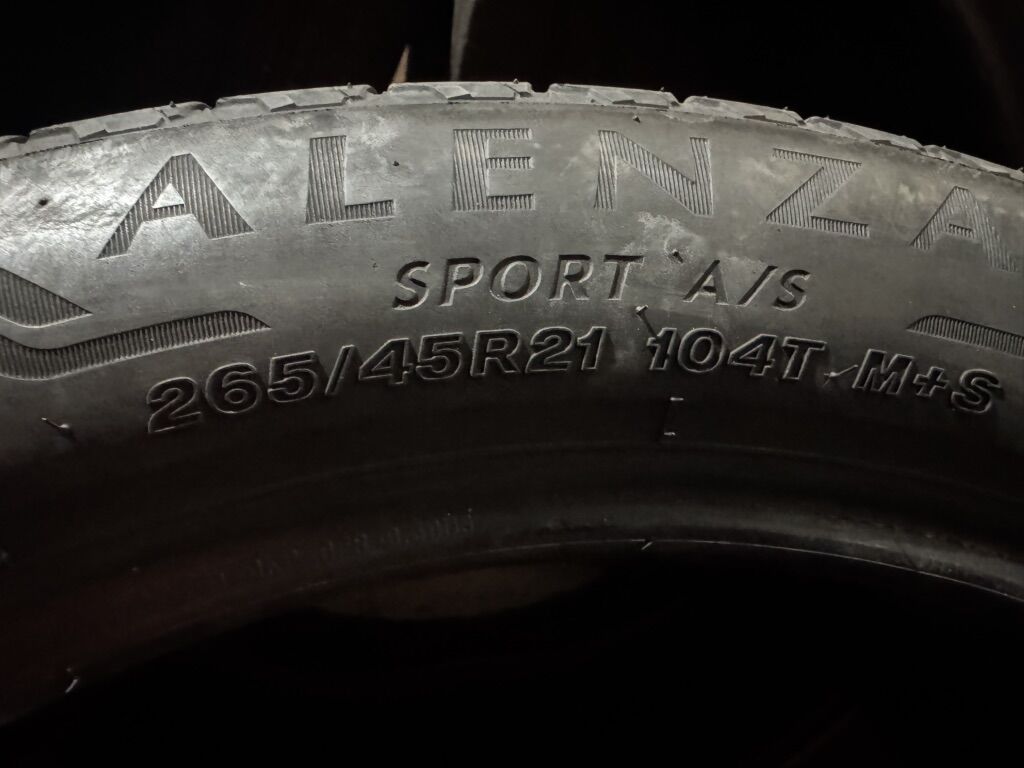 ALENZA
SPORT A/S
265/45R21 104T M+S